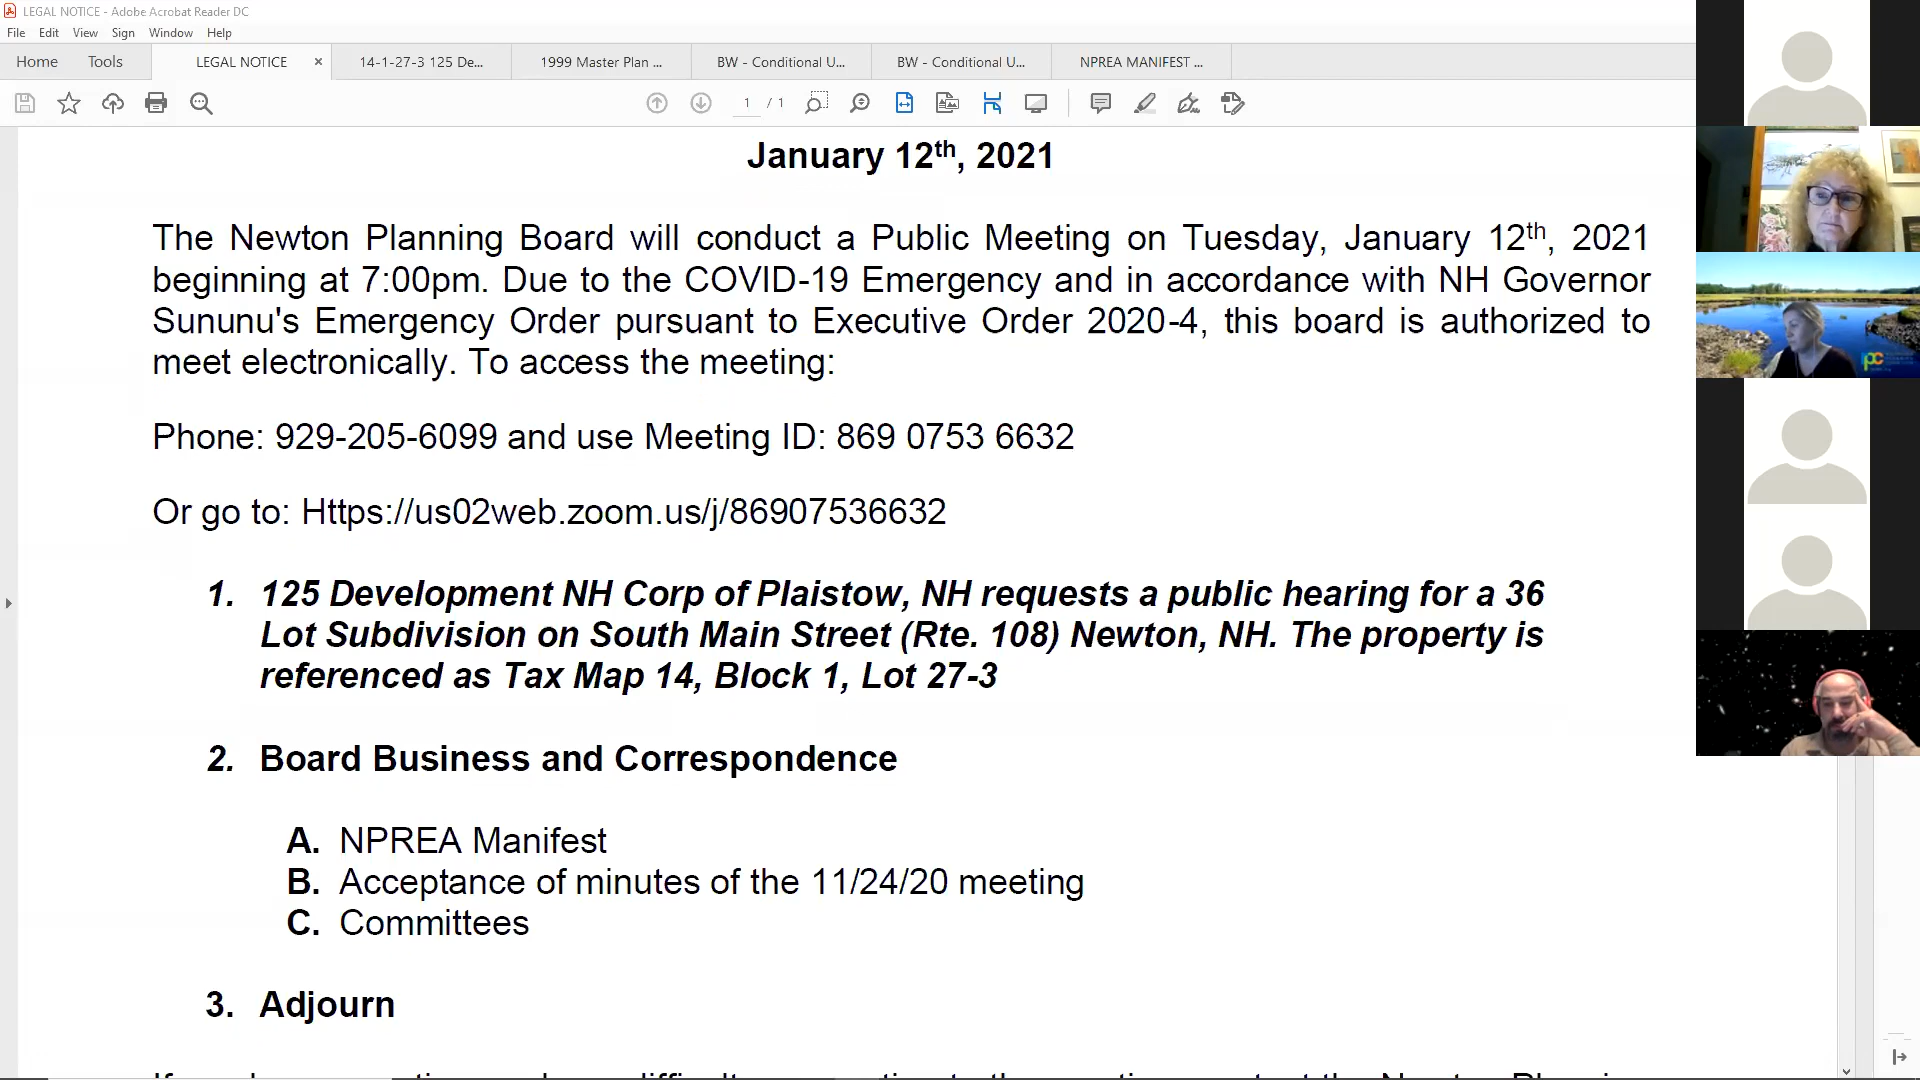 LEGAL NOTICE - Adobe Acrobat Reader DC
File Edit View Sign Window Help
Home Tools LEGAL NOTICE × 14-1-27-3 125 De... 1999 Master Plan ... BW - Conditional U... BW - Conditional U... NPREA MANIFEST ...
1 / 1
January 12th, 2021
The Newton Planning Board will conduct a Public Meeting on Tuesday, January 12th, 2021
beginning at 7:00pm. Due to the COVID-19 Emergency and in accordance with NH Governor
Sununu's Emergency Order pursuant to Executive Order 2020-4, this board is authorized to
meet electronically. To access the meeting:
Phone: 929-205-6099 and use Meeting ID: 869 0753 6632
Or go to: Https://us02web.zoom.us/j/86907536632
1. 125 Development NH Corp of Plaistow, NH requests a public hearing for a 36
Lot Subdivision on South Main Street (Rte. 108) Newton, NH. The property is
referenced as Tax Map 14, Block 1, Lot 27-3
2. Board Business and Correspondence
A. NPREA Manifest
B. Acceptance of minutes of the 11/24/20 meeting
C. Committees
3. Adjourn